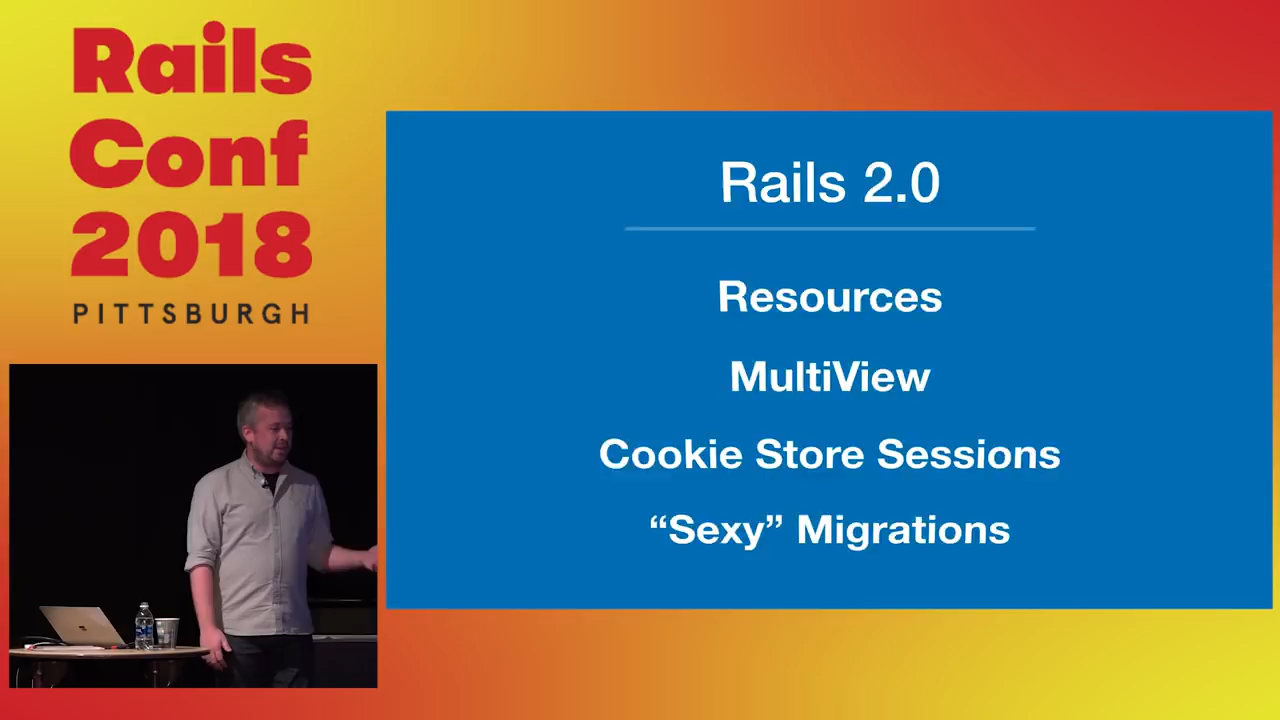 Rails
Conf
2018
PITTSBURGH
Rails 2.0
Resources
MultiView
Cookie Store Sessions
“Sexy” Migrations